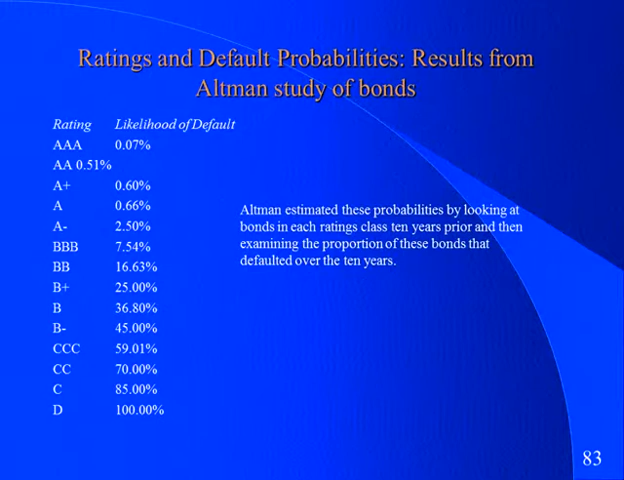 Ratings and Default Probabilities: Results from
Altman study of bonds
Rating Likelihood of Default
AAA 0.07%
AA 0.51%
A+ 0.60%
A 0.66%
A- 2.50%
BBB 7.54%
BB 16.63%
B+ 25.00%
B 36.80%
B- 45.00%
CCC 59.01%
CC 70.00%
C 85.00%
D 100.00%
Altman estimated these probabilities by looking at
bonds in each ratings class ten years prior and then
examining the proportion of these bonds that
defaulted over the ten years.
83